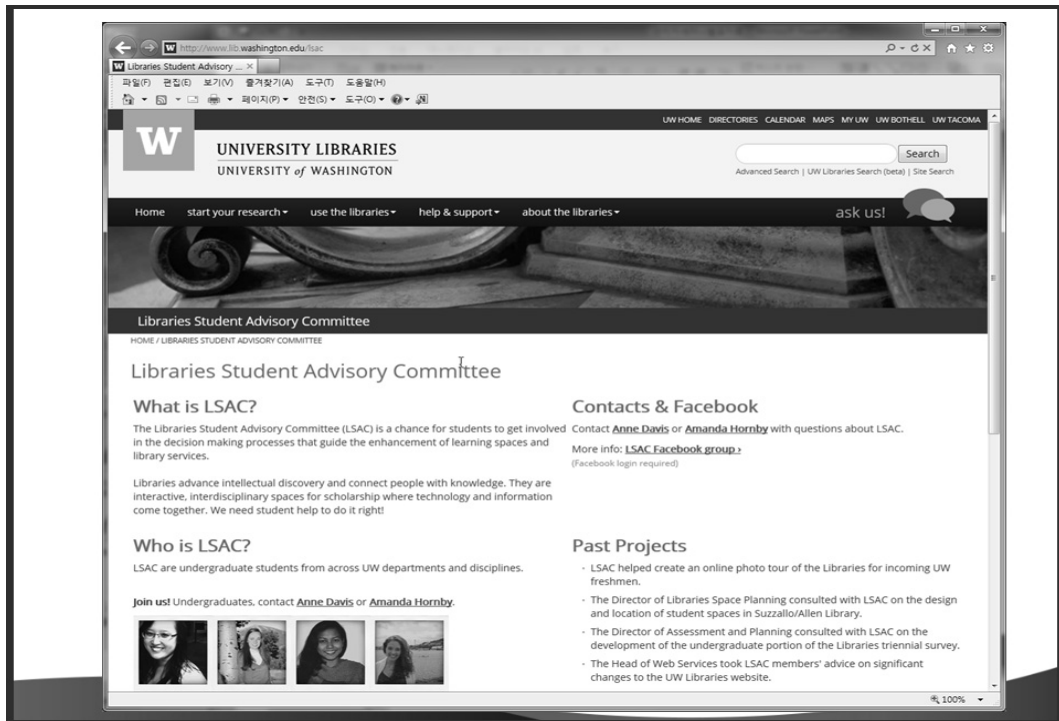 http://www.lib.washington.edu/lsac
Libraries Student Advisory ...
파일(F) 편집(E) 보기(V) 즐겨찾기(A) 도구(T) 도움말(H)
페이지(P) 안전(S) 도구(O)
UW HOME DIRECTORIES CALENDAR MAPS MY UW UW BOTHELL UW TACOMA
W
UNIVERSITY LIBRARIES
UNIVERSITY of WASHINGTON
Search
Advanced Search | UW Libraries Search (beta) | Site Search
Home start your research use the libraries help & support about the libraries ask us!
Libraries Student Advisory Committee
HOME / LIBRARIES STUDENT ADVISORY COMMITTEE
Libraries Student Advisory Committee
What is LSAC?
The Libraries Student Advisory Committee (LSAC) is a chance for students to get involved
in the decision making processes that guide the enhancement of learning spaces and
library services.
Libraries advance intellectual discovery and connect people with knowledge. They are
interactive, interdisciplinary spaces for scholarship where technology and information
come together. We need student help to do it right!
Contacts & Facebook
Contact Anne Davis or Amanda Hornby with questions about LSAC.
More info: LSAC Facebook group ›
(Facebook login required)
Who is LSAC?
LSAC are undergraduate students from across UW departments and disciplines.
Join us! Undergraduates, contact Anne Davis or Amanda Hornby.
Past Projects
· LSAC helped create an online photo tour of the Libraries for incoming UW
freshmen.
· The Director of Libraries Space Planning consulted with LSAC on the design
and location of student spaces in Suzzallo/Allen Library.
· The Director of Assessment and Planning consulted with LSAC on the
development of the undergraduate portion of the Libraries triennial survey.
· The Head of Web Services took LSAC members' advice on significant
changes to the UW Libraries website.
100%